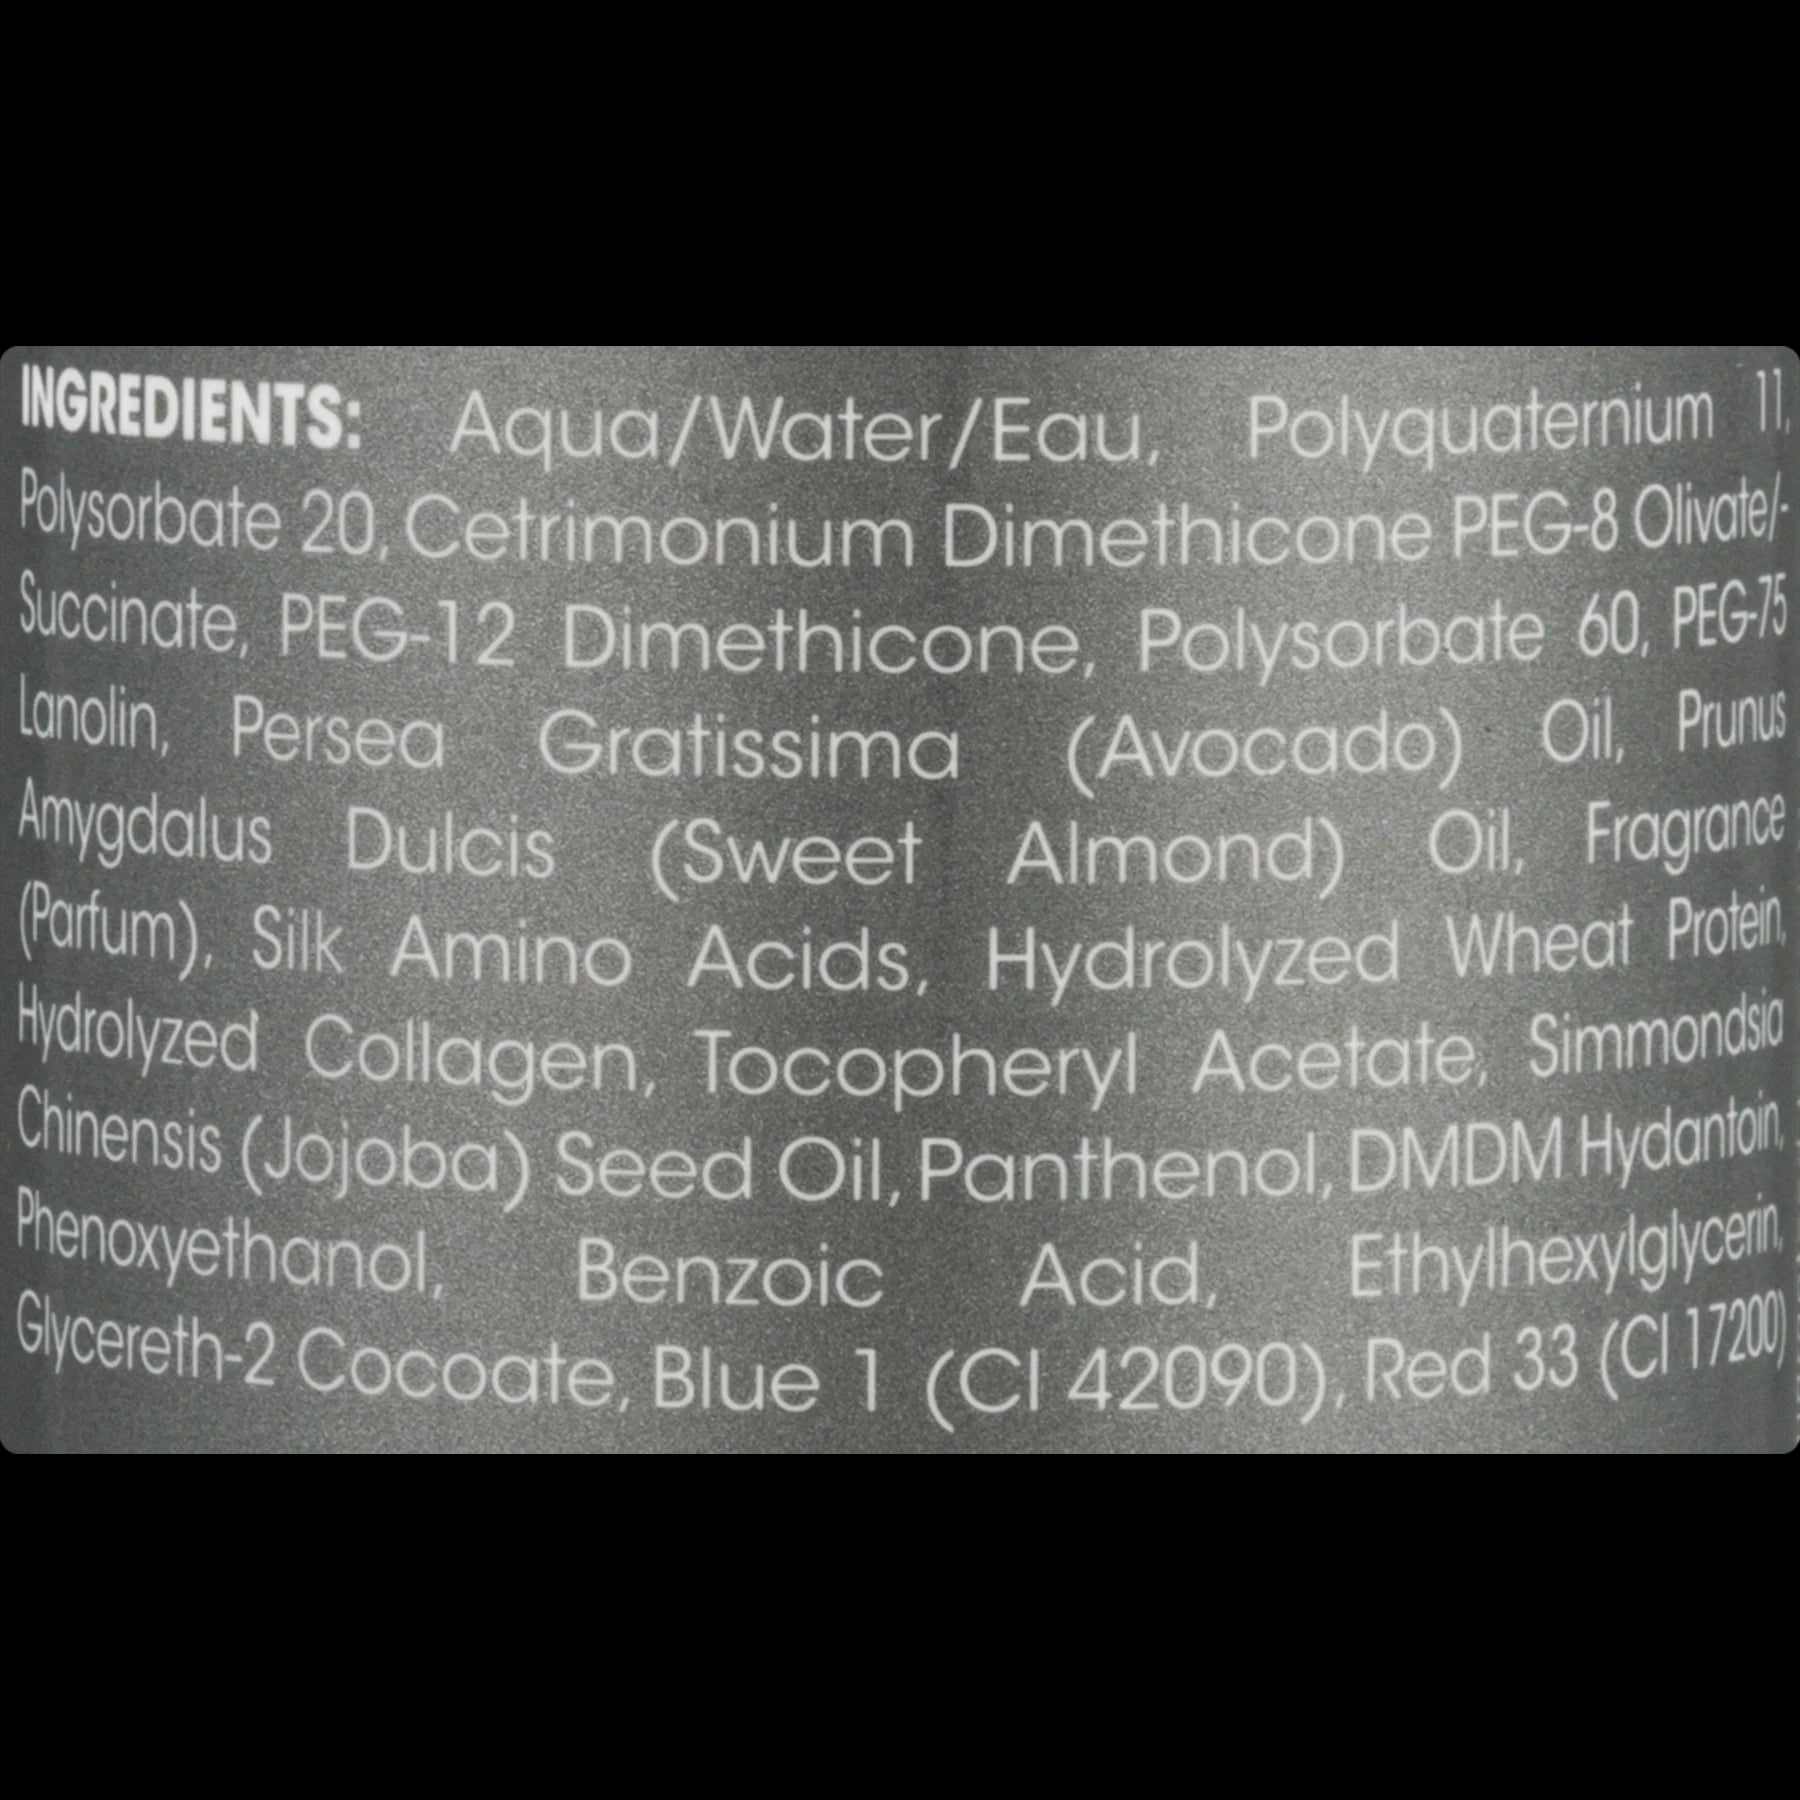 INGREDIENTS: Aqua/Water/Eau, Polyquaternium 11,
Polysorbate 20, Cetrimonium Dimethicone PEG-8 Olivate/-
Succinate, PEG-12 Dimethicone, Polysorbate 60, PEG-75
Lanolin, Persea Gratissima (Avocado) Oil, Prunus
Amygdalus Dulcis (Sweet Almond) Oil, Fragrance
(Parfum), Silk Amino Acids, Hydrolyzed Wheat Protein,
Hydrolyzed Collagen, Tocopheryl Acetate, Simmondsia
Chinensis (Jojoba) Seed Oil, Panthenol, DMDM Hydantoin,
Phenoxyethanol, Benzoic Acid, Ethylhexylglycerin,
Glycereth-2 Cocoate, Blue 1 (CI 42090), Red 33 (CI 17200)